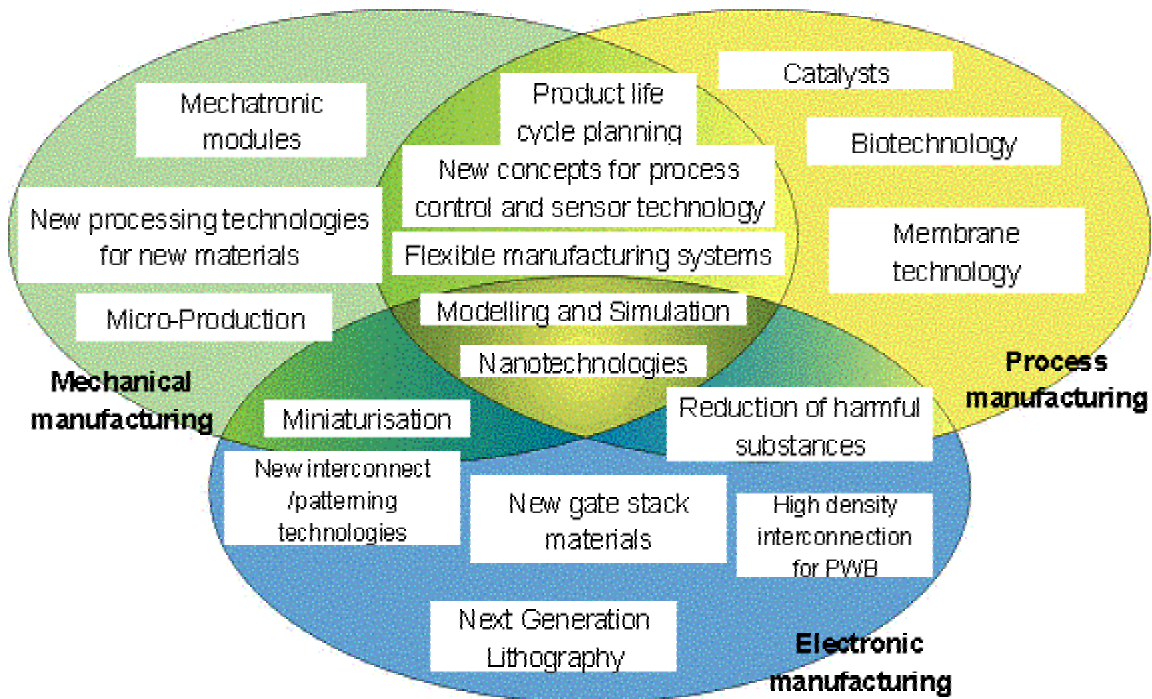 Mechatronic
modules
New processing technologies
for new materials
Micro-Production
Mechanical
manufacturing
Product life
cycle planning
New concepts for process
control and sensor technology
Flexible manufacturing systems
Modelling and Simulation
Nanotechnologies
Catalysts
Biotechnology
Membrane
technology
Process
manufacturing
Miniaturisation
Reduction of harmful
substances
New interconnect
/patterning
technologies
New gate stack
materials
High density
interconnection
for PWB
Next Generation
Lithography
Electronic
manufacturing